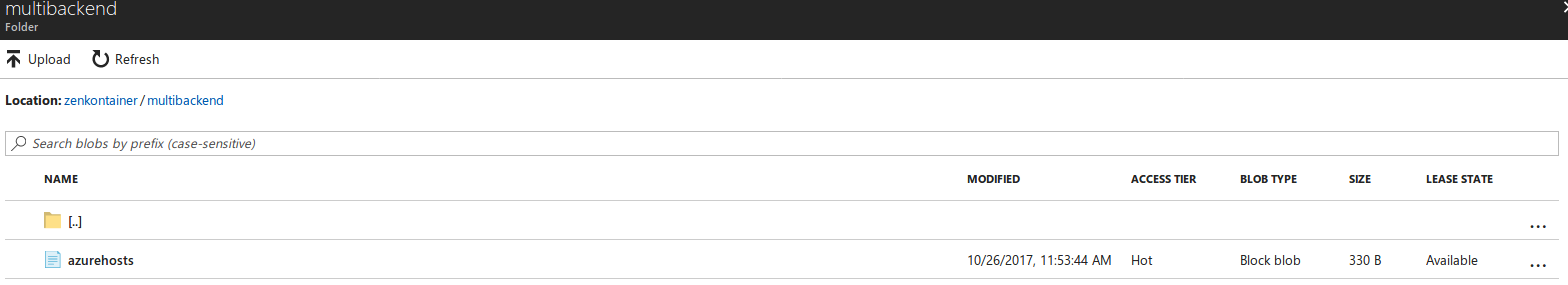 multibackend
Folder
Upload Refresh
Location: zenkontainer / multibackend
Search blobs by prefix (case-sensitive)
NAME MODIFIED ACCESS TIER BLOB TYPE SIZE LEASE STATE
[..] ...
azurehosts 10/26/2017, 11:53:44 AM Hot Block blob 330 B Available ...